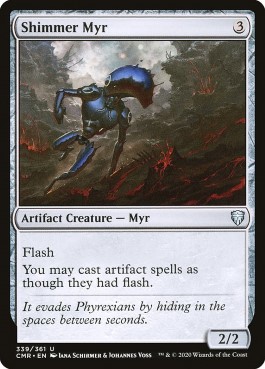 Shimmer Myr 3
Artifact Creature — Myr
Flash
You may cast artifact spells as
though they had flash.
It evades Phyrexians by hiding in the
spaces between seconds.
2/2
339/361 U
CMR • EN Iana Schirmer & Johannes Voss ™ & © 2020 Wizards of the Coast